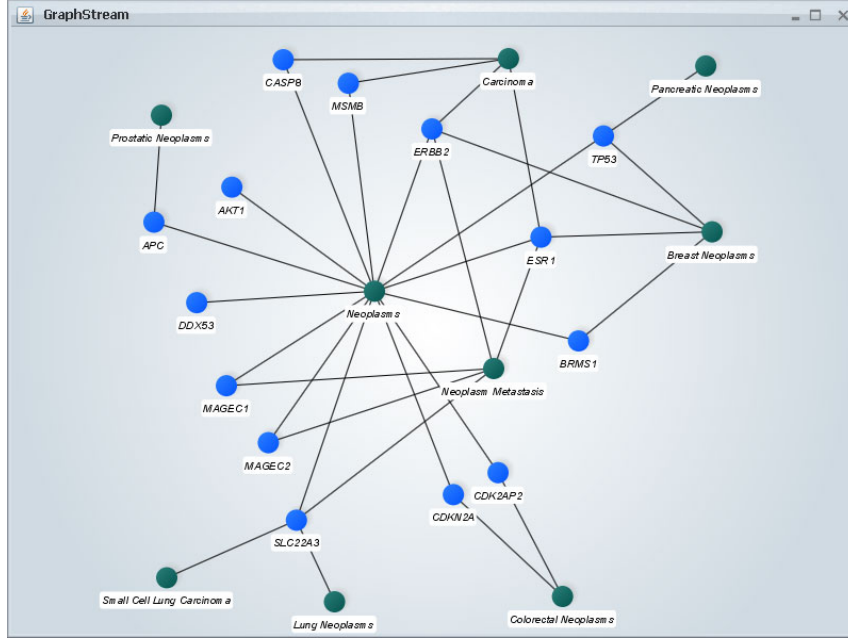 GraphStream
CASP8
Carcinoma
Pancreatic Neoplasms
MSMB
Prostatic Neoplasms
ERBB2
TP53
AKT1
APC
ESR1
Breast Neoplasms
Neoplasms
DDX53
BRMS1
Neoplasm Metastasis
MAGEC1
MAGEC2
CDK2AP2
CDKN2A
SLC22A3
Small Cell Lung Carcinoma
Lung Neoplasms
Colorectal Neoplasms